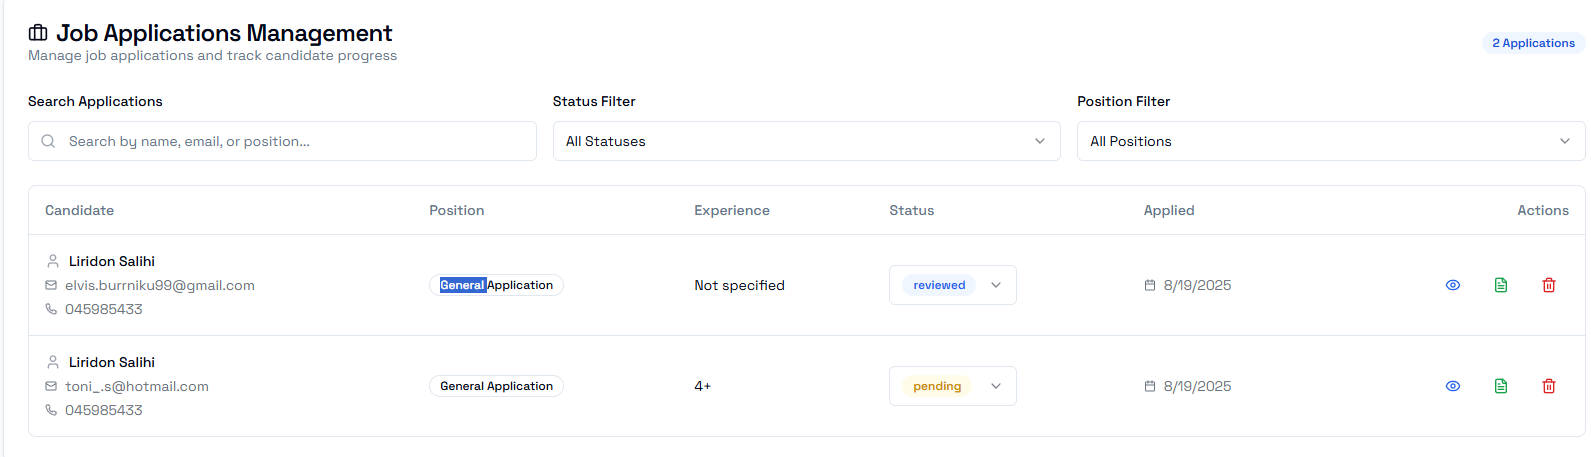 Job Applications Management
Manage job applications and track candidate progress
2 Applications
Search Applications
Status Filter
Position Filter
Search by name, email, or position...
All Statuses
All Positions
Candidate
Position
Experience
Status
Applied
Actions
Liridon Salihi
elvis.burrniku99@gmail.com
045985433
General Application
Not specified
reviewed
8/19/2025
Liridon Salihi
toni_.s@hotmail.com
045985433
General Application
4+
pending
8/19/2025